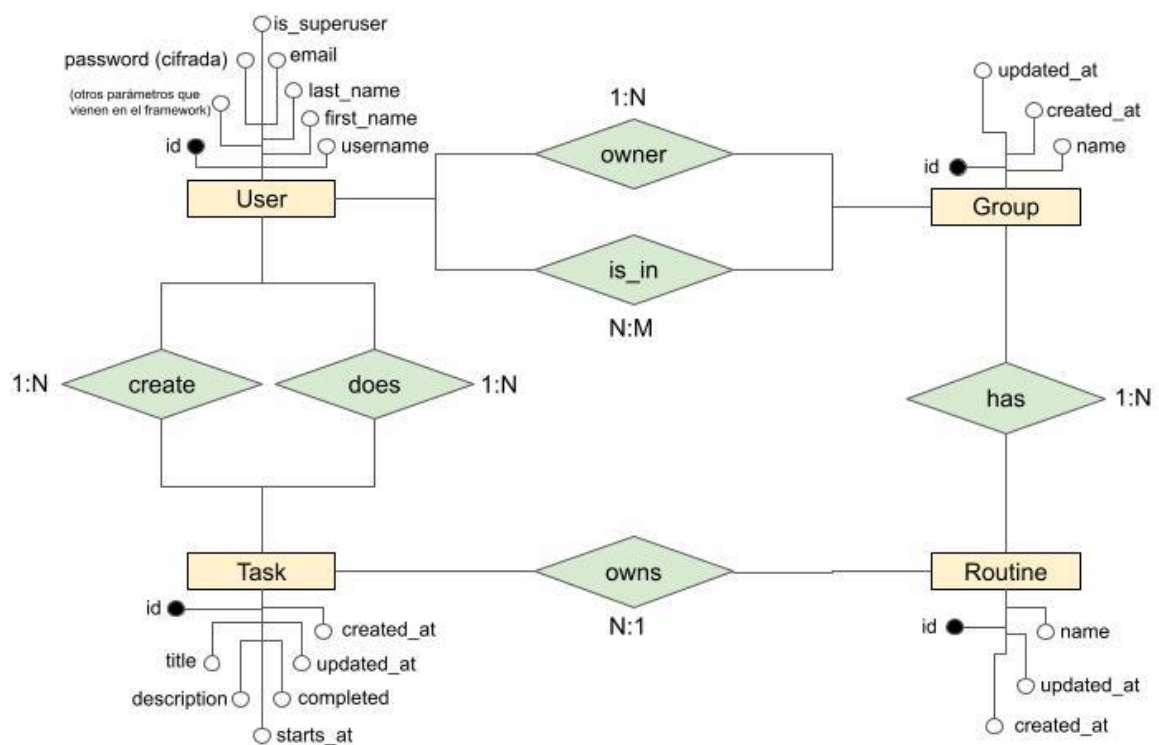 is_superuser
password (cifrada)
email
(otros parámetros que
vienen en el framework)
last_name
first_name
id
username
User
1:N
owner
is_in
N:M
updated_at
created_at
name
id
Group
1:N
create
does
1:N
has
1:N
Task
owns
N:1
Routine
id
created_at
title
updated_at
description
completed
starts_at
id
name
updated_at
created_at